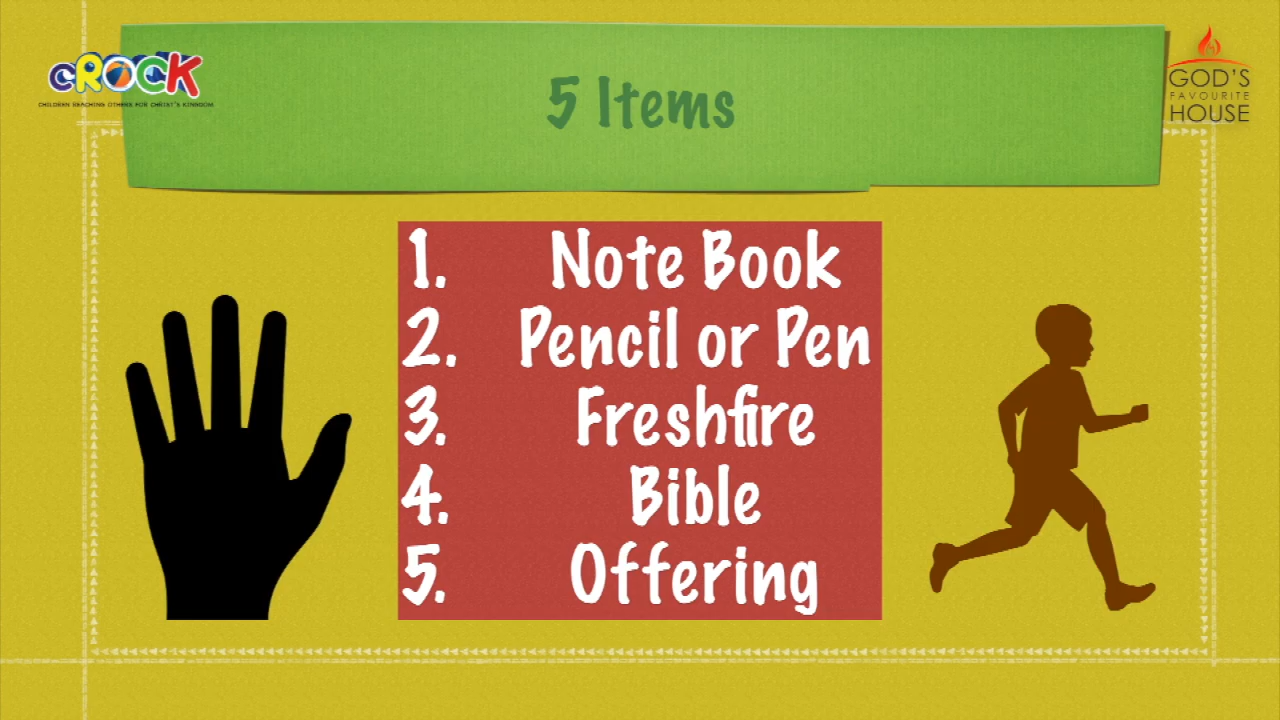 cROCK
CHILDREN REACHING OTHERS FOR CHRIST'S KINGDOM
5 Items
GOD'S
FAVOURITE
HOUSE
1. Note Book
2. Pencil or Pen
3. Freshfire
4. Bible
5. Offering